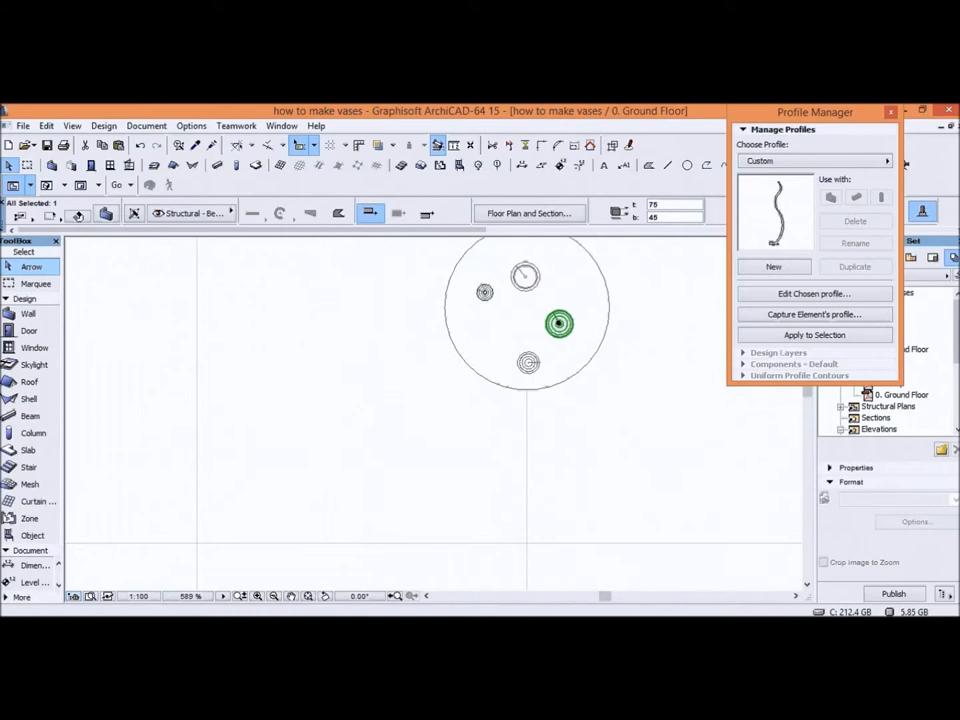 how to make vases - Graphisoft ArchiCAD-64 15 - [how to make vases / 0. Ground Floor]
Profile Manager
File Edit View Design Document Options Teamwork Window Help
Manage Profiles
Choose Profile:
Custom
Use with:
Delete
Rename
New
Duplicate
Edit Chosen profile...
Capture Element's profile...
Apply to Selection
Design Layers
Components - Default
Uniform Profile Contours
Go
All Selected: 1
Structural - Be...
Floor Plan and Section...
t: 75
b: 45
ToolBox
Select
Arrow
Marquee
Design
Wall
Door
Window
Skylight
Roof
Shell
Beam
Column
Slab
Stair
Mesh
Curtain ...
Zone
Object
Document
Dimen...
Level ...
More
Set
0. Ground Floor
Structural Plans
Sections
Elevations
Properties
Format
Options...
Crop image to Zoom
Publish
1:100
589 %
0.00°
C: 212.4 GB
5.85 GB